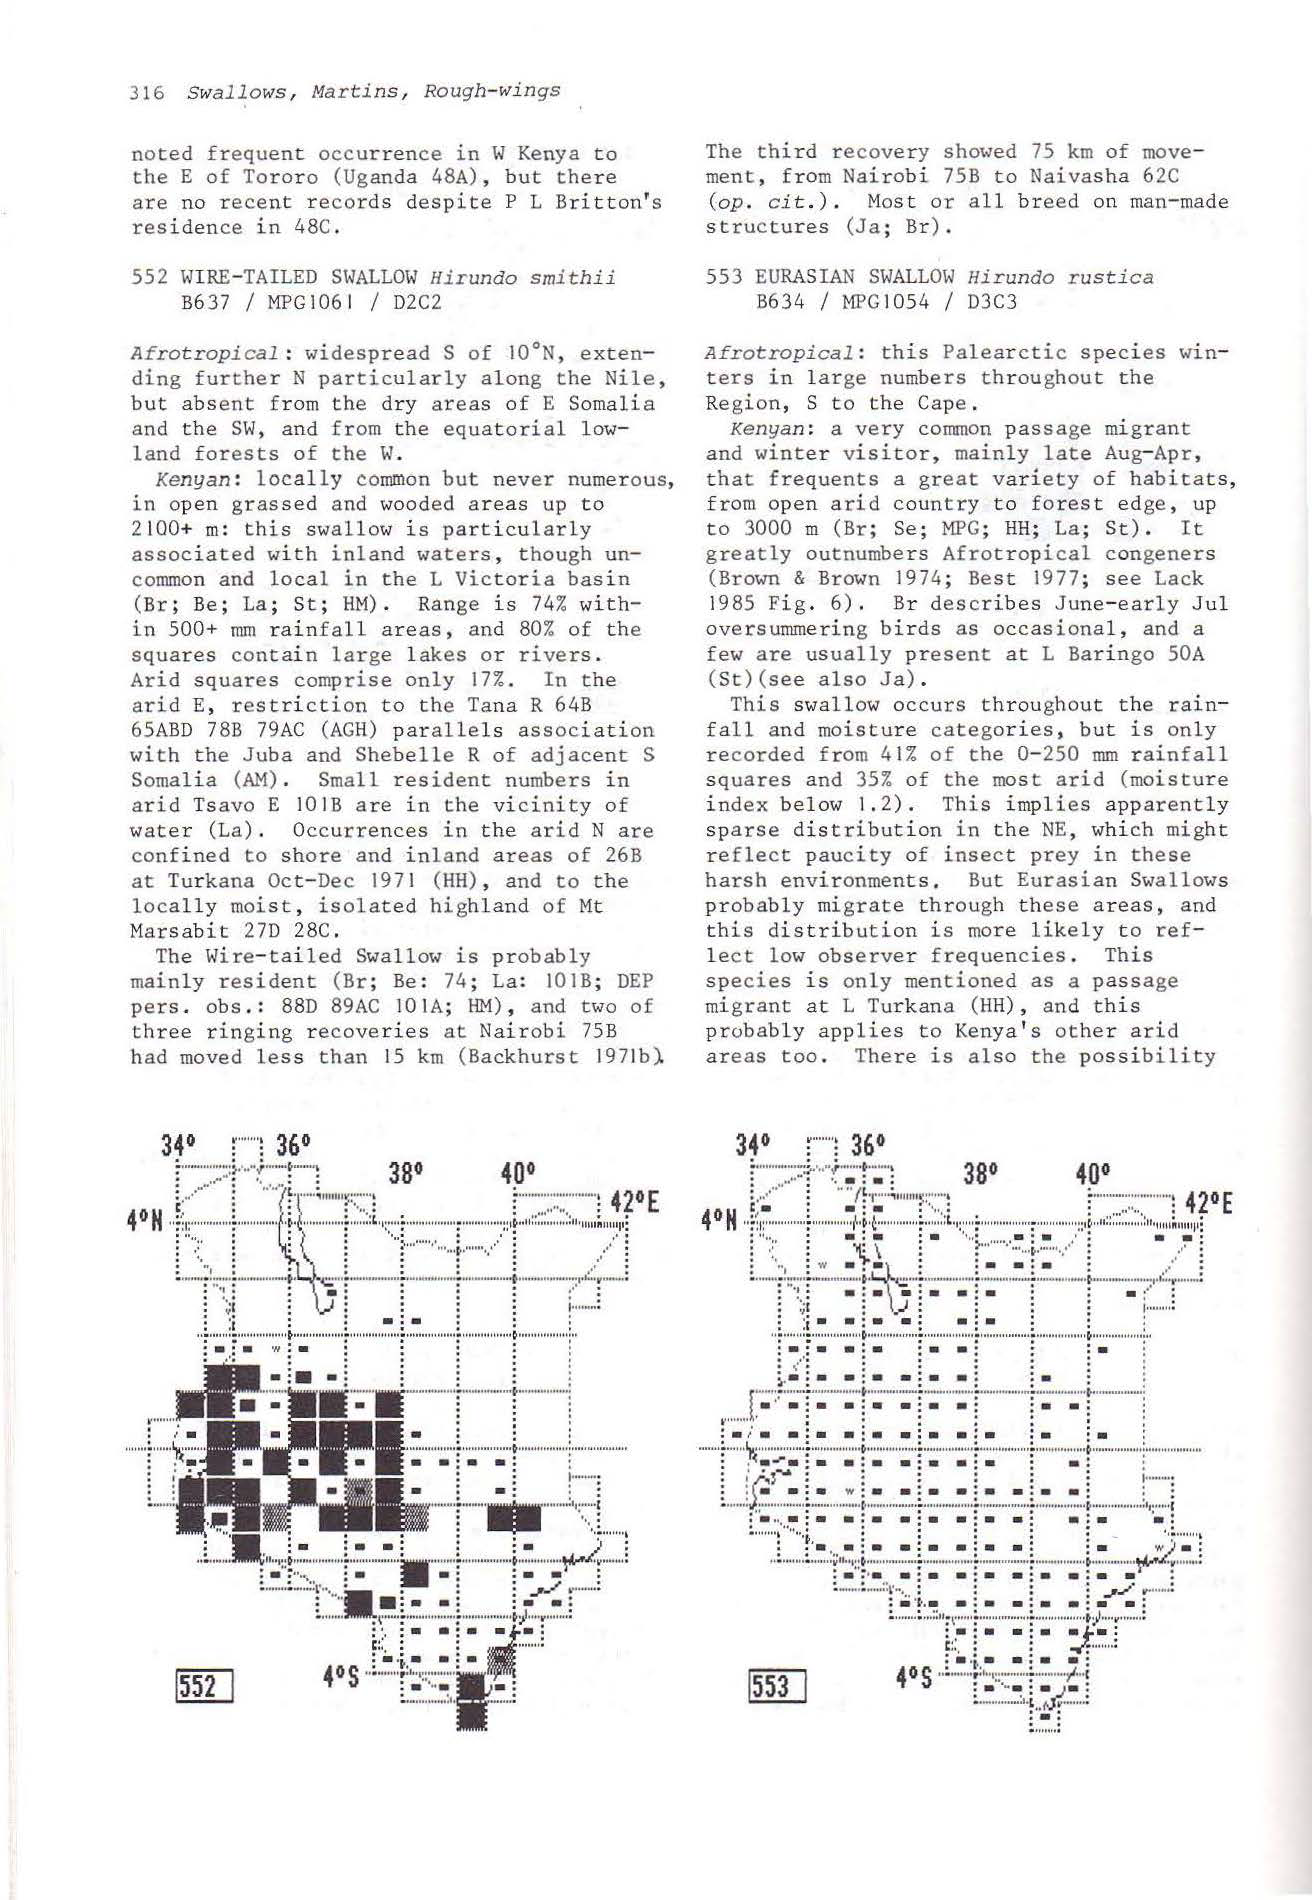 316 Swallows, Martins, Rough-wings
noted frequent occurrence in W Kenya to
the E of Tororo (Uganda 48A), but there
are no recent records despite P L Britton's
residence in 48C.
552 WIRE-TAILED SWALLOW Hirundo smithii
B637 / MPG1061 / D2C2
Afrotropical: widespread S of 10°N, exten-
ding further N particularly along the Nile,
but absent from the dry areas of E Somalia
and the SW, and from the equatorial low-
land forests of the W.
Kenyan: locally common but never numerous,
in open grassed and wooded areas up to
2100+ m: this swallow is particularly
associated with inland waters, though un-
common and local in the L Victoria basin
(Br; Be; La; St; HM). Range is 74% with-
in 500+ mm rainfall areas, and 80% of the
squares contain large lakes or rivers.
Arid squares comprise only 17%. In the
arid E, restriction to the Tana R 64B
65ABD 78B 79AC (AGH) parallels association
with the Juba and Shebelle R of adjacent S
Somalia (AM). Small resident numbers in
arid Tsavo E 101B are in the vicinity of
water (La). Occurrences in the arid N are
confined to shore and inland areas of 26B
at Turkana Oct-Dec 1971 (HH), and to the
locally moist, isolated highland of Mt
Marsabit 27D 28C.
The Wire-tailed Swallow is probably
mainly resident (Br; Be: 74; La: 101B; DEP
pers. obs.: 88D 89AC 101A; HM), and two of
three ringing recoveries at Nairobi 75B
had moved less than 15 km (Backhurst 1971b).
The third recovery showed 75 km of move-
ment, from Nairobi 75B to Naivasha 62C
(op. cit.). Most or all breed on man-made
structures (Ja; Br).
553 EURASIAN SWALLOW Hirundo rustica
B634 / MPG1054 / D3C3
Afrotropical: this Palearctic species win-
ters in large numbers throughout the
Region, S to the Cape.
Kenyan: a very common passage migrant
and winter visitor, mainly late Aug-Apr,
that frequents a great variety of habitats,
from open arid country to forest edge, up
to 3000 m (Br; Se; MPG; HH; La; St). It
greatly outnumbers Afrotropical congeners
(Brown & Brown 1974; Best 1977; see Lack
1985 Fig. 6). Br describes June-early Jul
oversummering birds as occasional, and a
few are usually present at L Baringo 50A
(St)(see also Ja).
This swallow occurs throughout the rain-
fall and moisture categories, but is only
recorded from 41% of the 0-250 mm rainfall
squares and 35% of the most arid (moisture
index below 1.2). This implies apparently
sparse distribution in the NE, which might
reflect paucity of insect prey in these
harsh environments. But Eurasian Swallows
probably migrate through these areas, and
this distribution is more likely to ref-
lect low observer frequencies. This
species is only mentioned as a passage
migrant at L Turkana (HH), and this
probably applies to Kenya's other arid
areas too. There is also the possibility
34° 36°
38° 40°
42°E
4°N
W
4°S
552
34° 36°
38° 40°
42°E
4°N
W
W
W
4°S
553